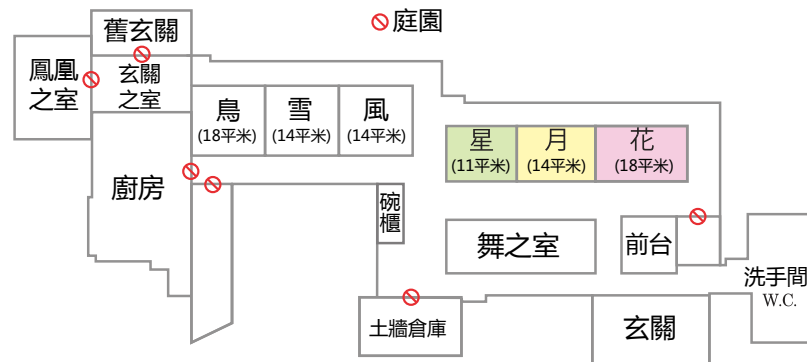 舊玄關
庭園
鳳凰
之室
玄關
之室
鳥
(18平米)
雪
(14平米)
風
(14平米)
星
(11平米)
月
(14平米)
花
(18平米)
廚房
碗
櫃
舞之室
前台
洗手間
W.C.
土牆倉庫
玄關